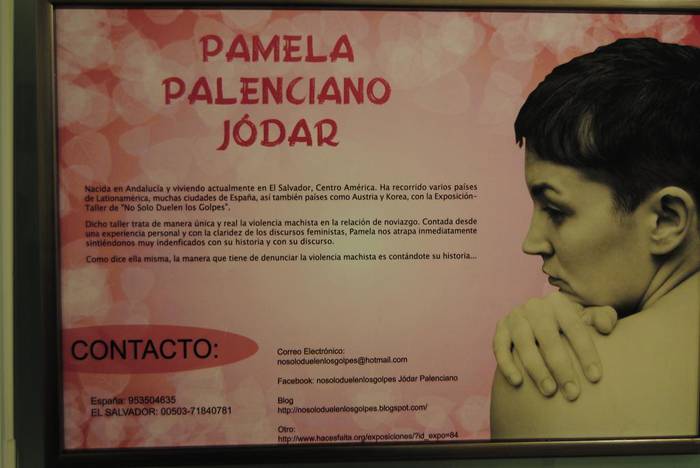 PAMELA
PALENCIANO
JÓDAR
Nacida en Andalucía y viviendo actualmente en El Salvador, Centro América. Ha recorrido varios países
de Lationamérica, muchas ciudades de España, así también países como Austria y Korea, con la Exposición-
Taller de "No Solo Duelen los Golpes".
Dicho taller trata de manera única y real la violencia machista en la relación de noviazgo. Contada desde
una experiencia personal y con la claridez de los discursos feministas, Pamela nos atrapa inmediatamente
sintiéndonos muy indenficados con su historia y con su discurso.
Como dice ella misma, la manera que tiene de denunciar la violencia machista es contándote su historia...
CONTACTO:
España: 953504635
EL SALVADOR: 00503-71840781
Correo Electrónico:
nosoloduelenlosgolpes@hotmail.com
Facebook: nosoloduelenlosgolpes Jódar Palenciano
Blog
http://nosoloduelenlosgolpes.blogspot.com/
Otro:
http://www.hacesfalta.org/exposiciones/?id_expo=84